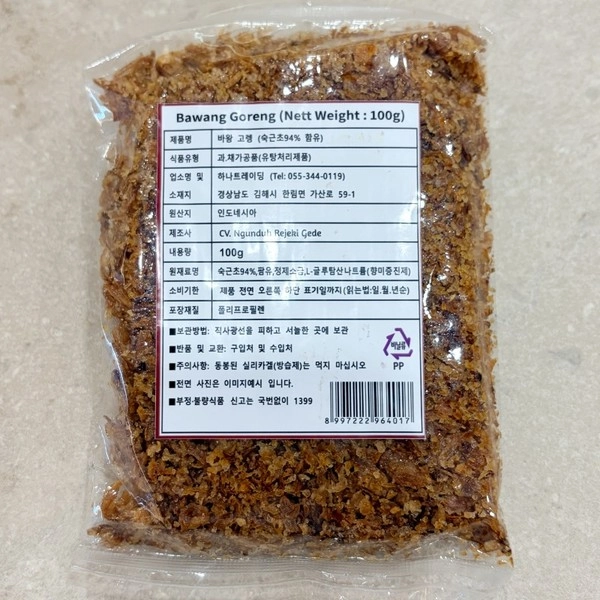 Bawang Goreng (Nett Weight : 100g)
제품명 바왕 고렝 (숙근초94% 함유)
식품유형 과.채가공품(유탕처리제품)
업소명 및 하나트레이딩 (Tel: 055-344-0119)
소재지 경상남도 김해시 한림면 가산로 59-1
원산지 인도네시아
제조사 CV. Ngunduh Rejeki Gede
내용량 100g
원재료명 숙근초94%,팜유,정제소금,L-글루탐산나트륨(향미증진제)
소비기한 제품 전면 오른쪽 하단 표기일까지(읽는법:일.월.년순)
포장재질 폴리프로필렌
■보관방법: 직사광선을 피하고 서늘한 곳에 보관
■반품 및 교환: 구입처 및 수입처
■주의사항: 동봉된 실리카겔(방습제)는 먹지 마십시오
■전면 사진은 이미지예시 입니다.
■부정·불량식품 신고는 국번없이 1399
비닐류
PP
8 997222 964017